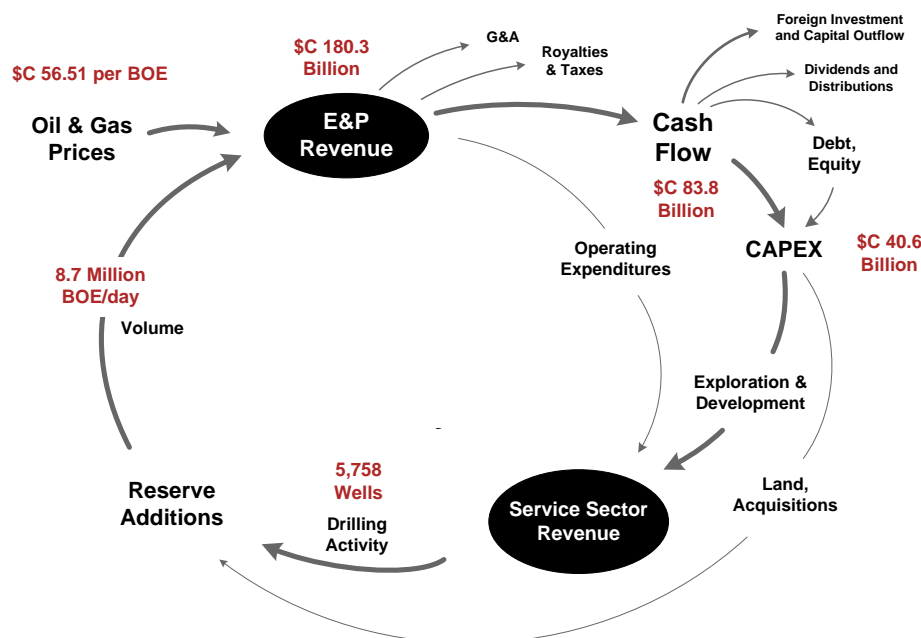 Foreign Investment
and Capital Outflow
$C 180.3
Billion
G&A
Royalties
& Taxes
$C 56.51 per BOE
Dividends and
Distributions
Oil & Gas
Prices
E&P
Revenue
Cash
Flow
Debt,
Equity
$C 83.8
Billion
Operating
Expenditures
CAPEX
$C 40.6
Billion
8.7 Million
BOE/day
Volume
Exploration &
Development
Reserve
Additions
5,758
Wells
Drilling
Activity
Service Sector
Revenue
Land,
Acquisitions